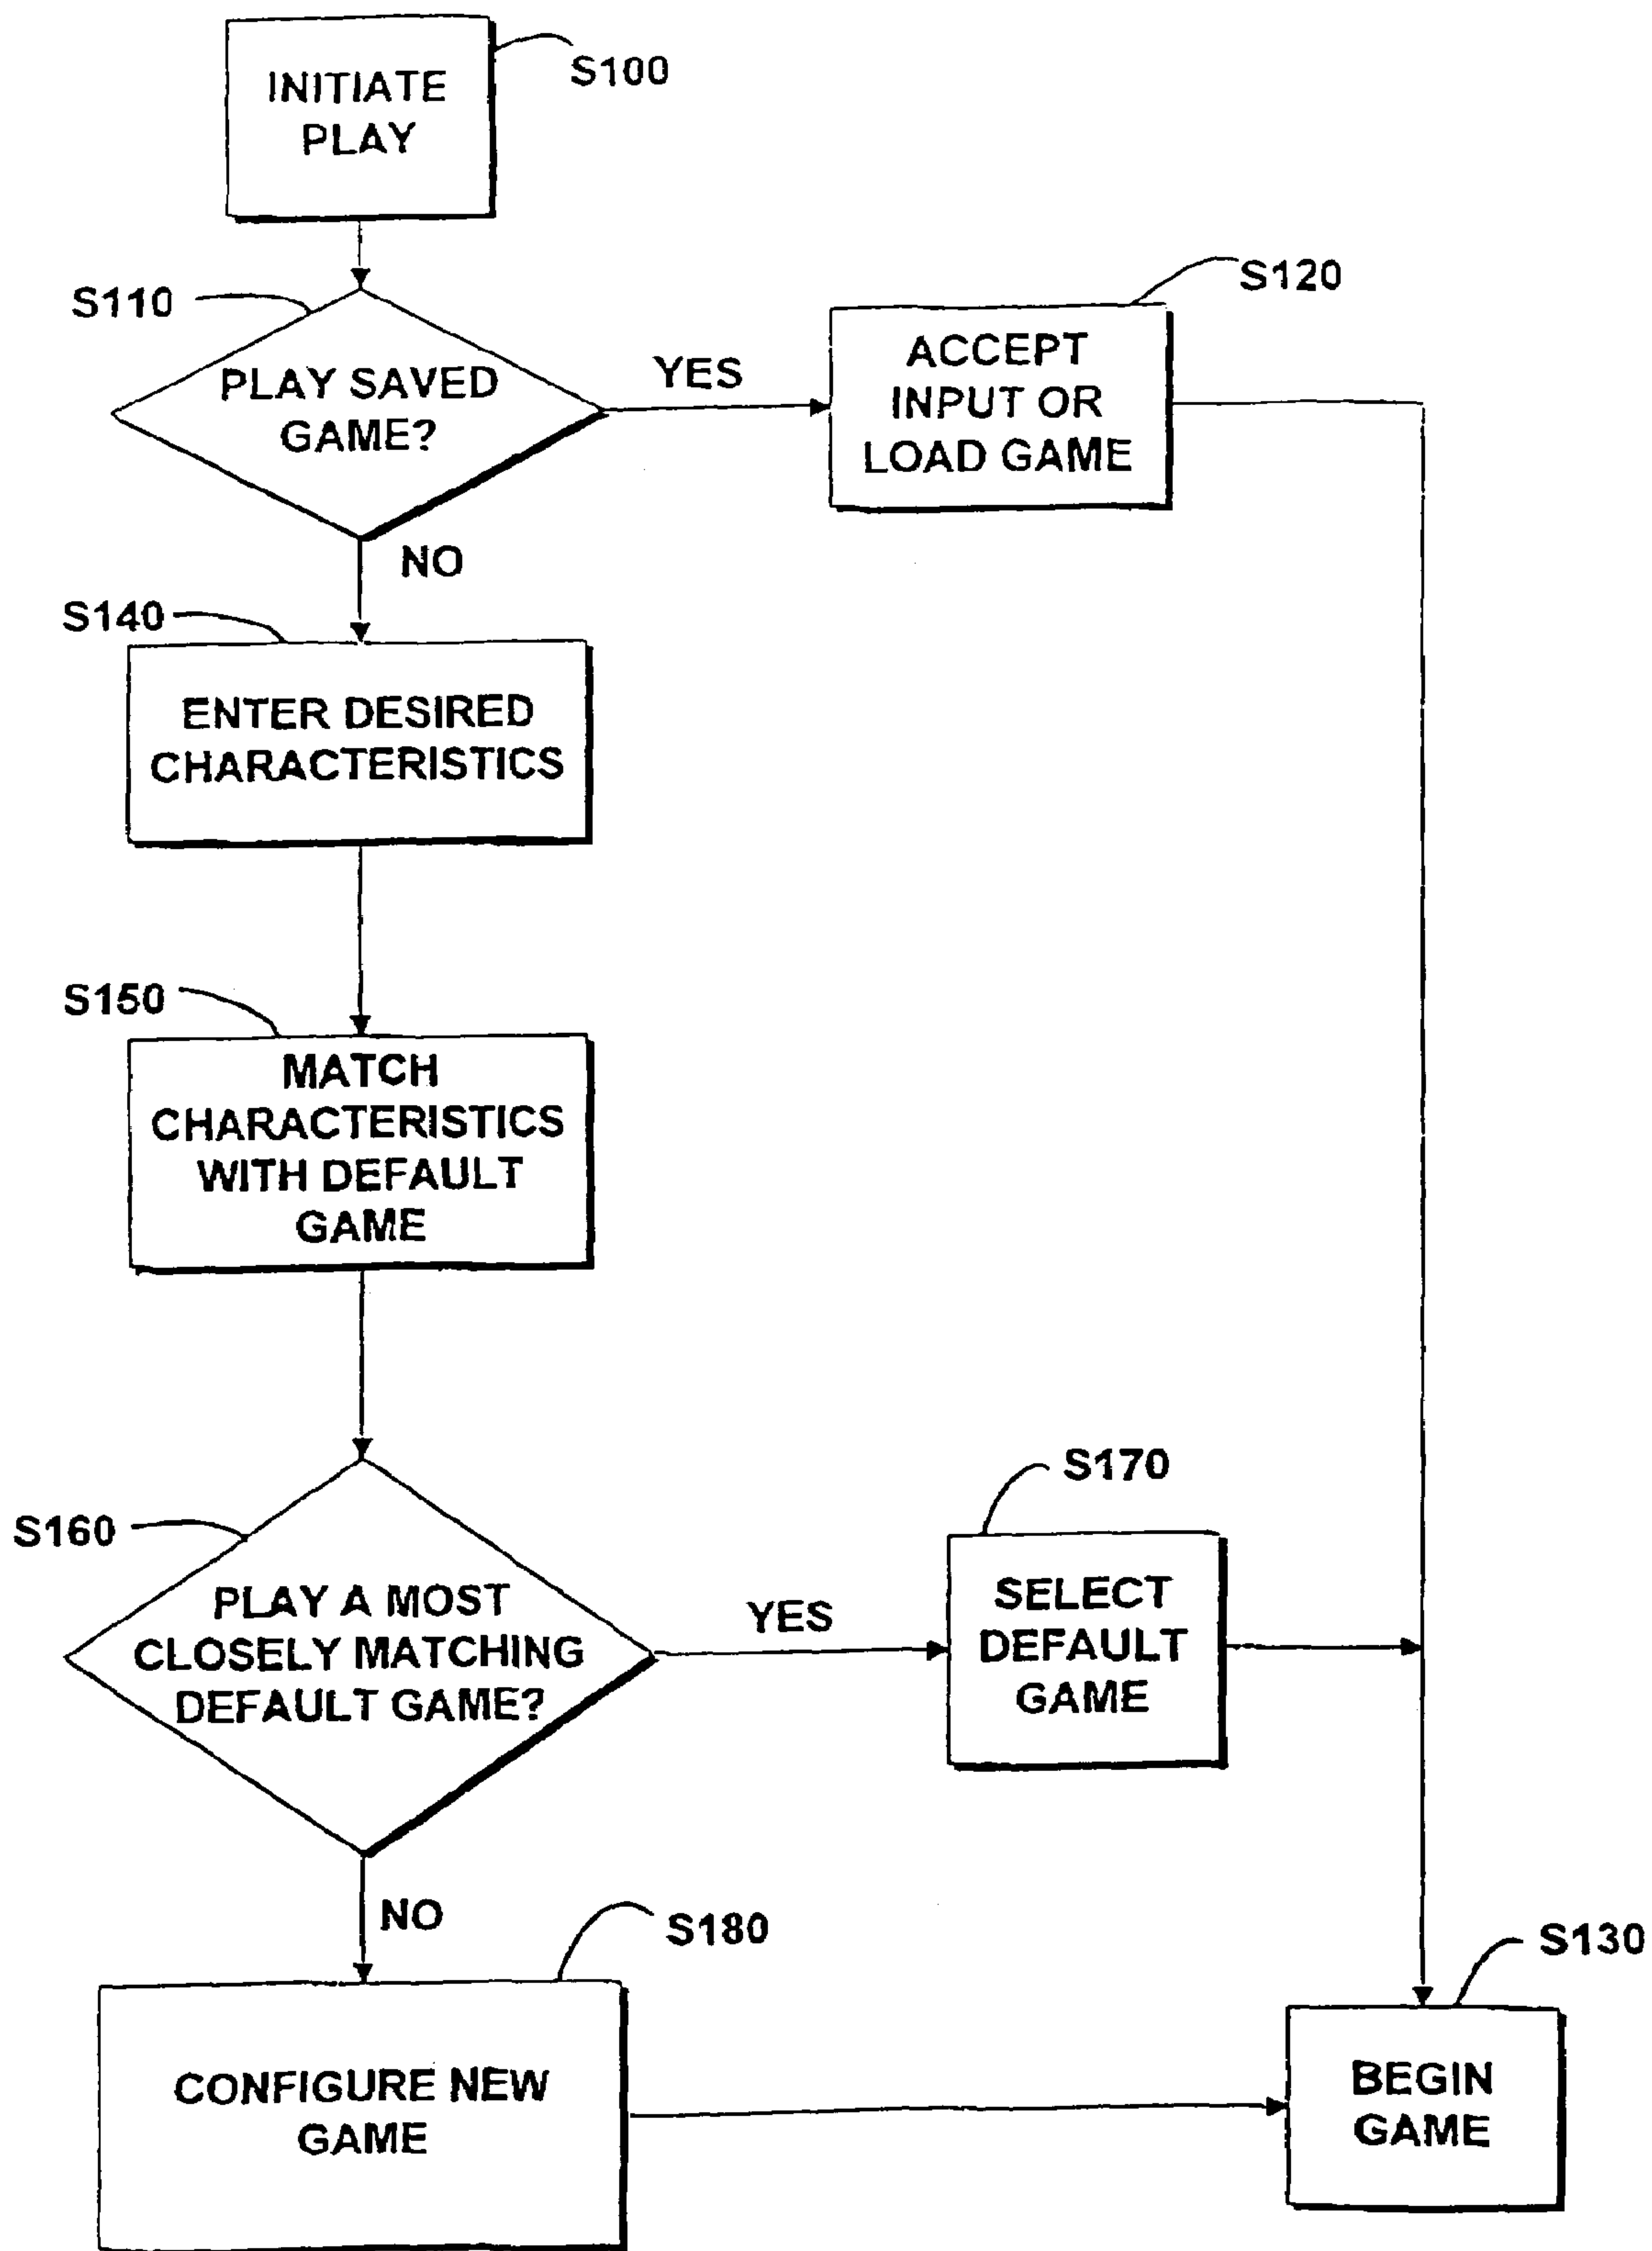 INITIATE
PLAY
S100
S110
PLAY SAVED
GAME?
YES
S120
ACCEPT
INPUT OR
LOAD GAME
NO
S140
ENTER DESIRED
CHARACTERISTICS
S150
MATCH
CHARACTERISTICS
WITH DEFAULT
GAME
S160
PLAY A MOST
CLOSELY MATCHING
DEFAULT GAME?
YES
S170
SELECT
DEFAULT
GAME
NO
S180
CONFIGURE NEW
GAME
S130
BEGIN
GAME